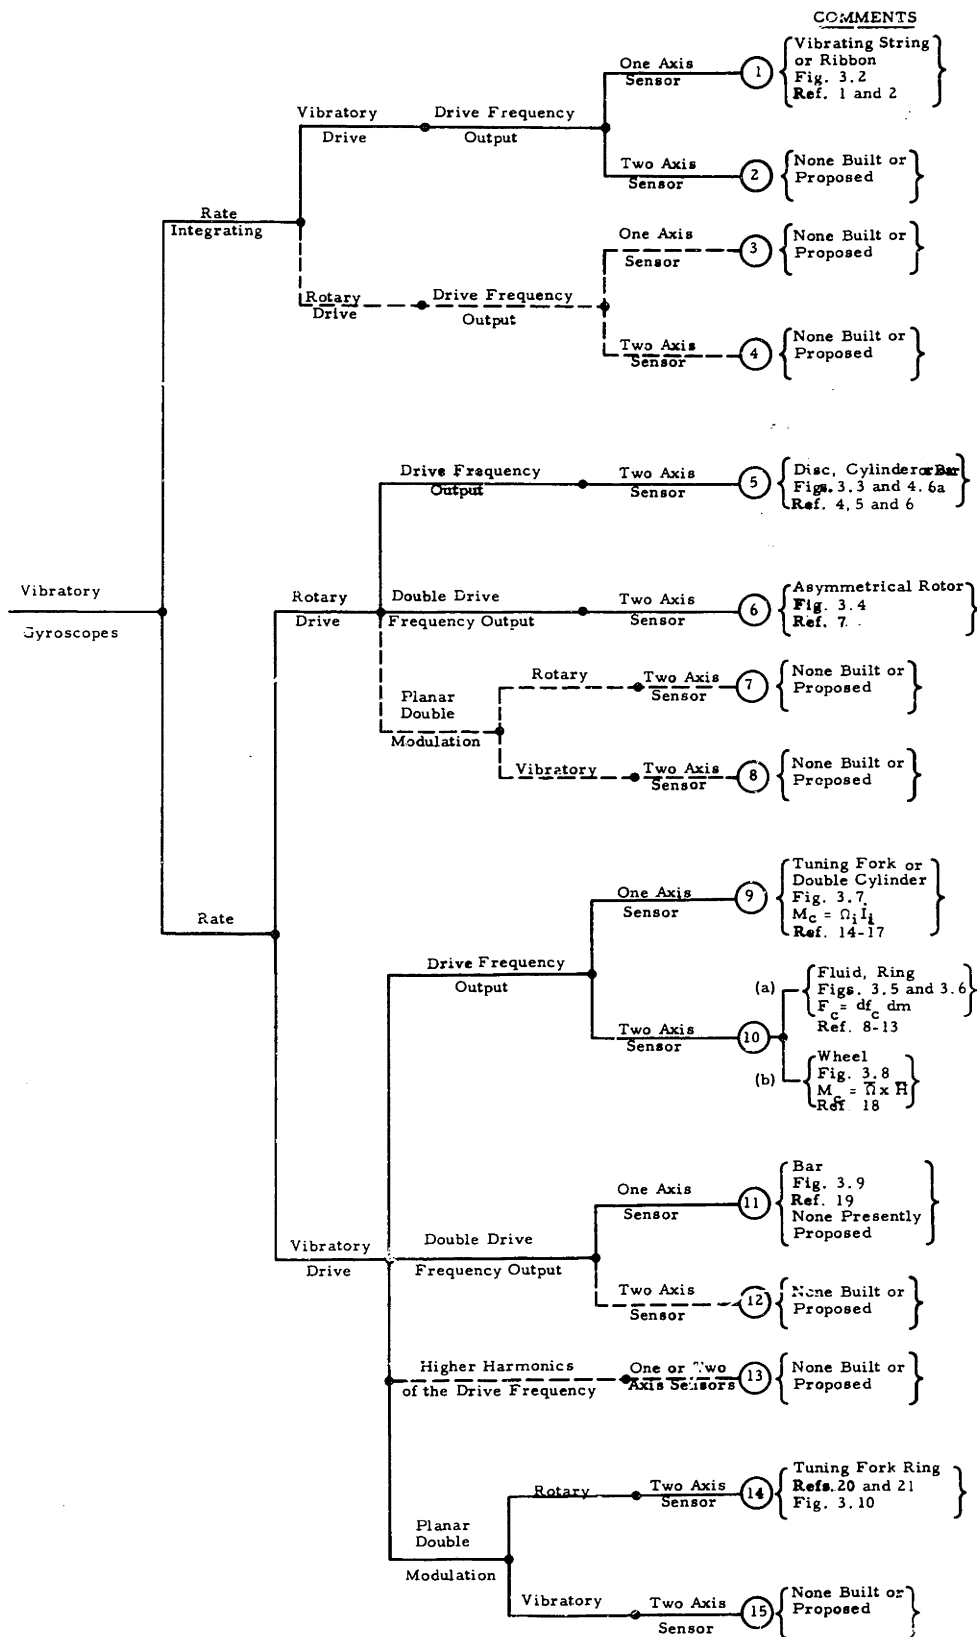 COMMENTS
One Axis
Sensor
1
Vibrating String
or Ribbon
Fig. 3.2
Ref. 1 and 2
Vibratory
Drive
Drive Frequency
Output
Two Axis
Sensor
2
None Built or
Proposed
Rate
Integrating
One Axis
Sensor
3
None Built or
Proposed
Rotary
Drive
Drive Frequency
Output
Two Axis
Sensor
4
None Built or
Proposed
Drive Frequency
Output
Two Axis
Sensor
5
Disc, Cylinder or Bar
Figs. 3.3 and 4.6a
Ref. 4, 5 and 6
Vibratory
Gyroscopes
Rotary
Drive
Double Drive
Frequency Output
Two Axis
Sensor
6
Asymmetrical Rotor
Fig. 3.4
Ref. 7
Planar
Double
Modulation
Rotary
Two Axis
Sensor
7
None Built or
Proposed
Vibratory
Two Axis
Sensor
8
None Built or
Proposed
Rate
One Axis
Sensor
9
Tuning Fork or
Double Cylinder
Fig. 3.7
M_c = Ω_i İ_i
Ref. 14-17
Drive Frequency
Output
Two Axis
Sensor
10
(a)
Fluid, Ring
Figs. 3.5 and 3.6
F_c = df_c dm
Ref. 8-13
(b)
Wheel
Fig. 3.8
M_c = Ω̅ x H̅
Ref. 18
One Axis
Sensor
11
Bar
Fig. 3.9
Ref. 19
None Presently
Proposed
Vibratory
Drive
Double Drive
Frequency Output
Two Axis
Sensor
12
None Built or
Proposed
Higher Harmonics
of the Drive Frequency
One or Two
Axis Sensors
13
None Built or
Proposed
Planar
Double
Modulation
Rotary
Two Axis
Sensor
14
Tuning Fork Ring
Refs. 20 and 21
Fig. 3.10
Vibratory
Two Axis
Sensor
15
None Built or
Proposed